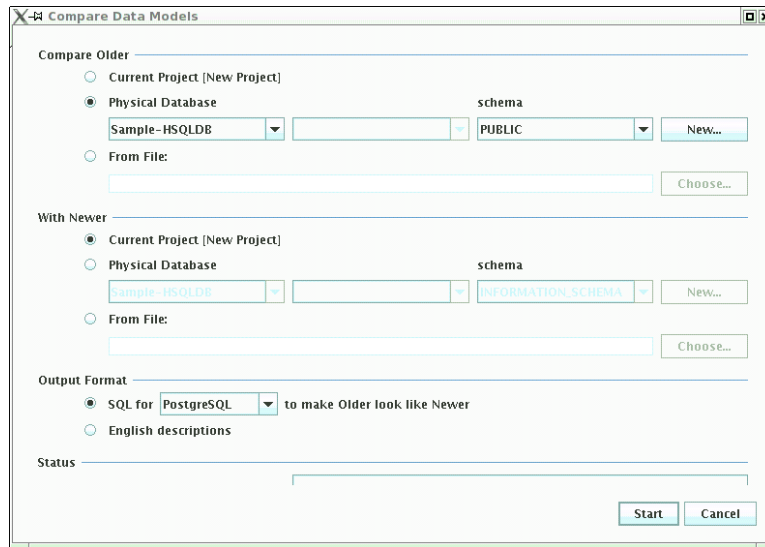 Compare Data Models
Compare Older
Current Project [New Project]
Physical Database schema
Sample-HSQLDB PUBLIC New...
From File:
Choose...
With Newer
Current Project [New Project]
Physical Database schema
Sample-HSQLDB INFORMATION_SCHEMA New...
From File:
Choose...
Output Format
SQL for PostgreSQL to make Older look like Newer
English descriptions
Status
Start Cancel